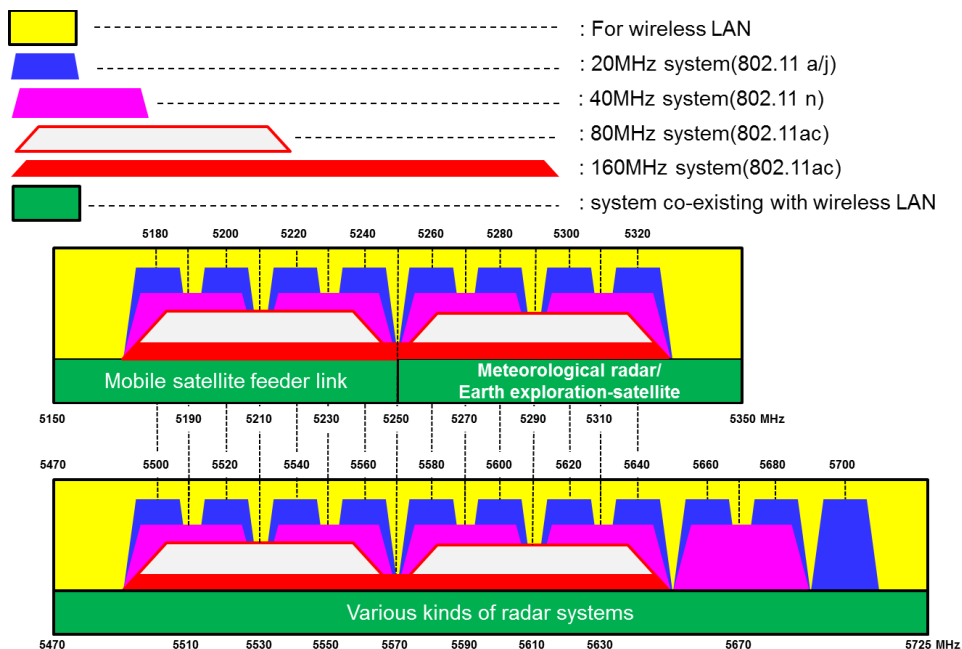 : For wireless LAN
: 20MHz system(802.11 a/j)
: 40MHz system(802.11 n)
: 80MHz system(802.11ac)
: 160MHz system(802.11ac)
: system co-existing with wireless LAN
5180 5200 5220 5240 5260 5280 5300 5320
Mobile satellite feeder link
Meteorological radar/
Earth exploration-satellite
5150 5190 5210 5230 5250 5270 5290 5310 5350 MHz
5470 5500 5520 5540 5560 5580 5600 5620 5640 5660 5680 5700
Various kinds of radar systems
5470 5510 5530 5550 5570 5590 5610 5630 5670 5725 MHz